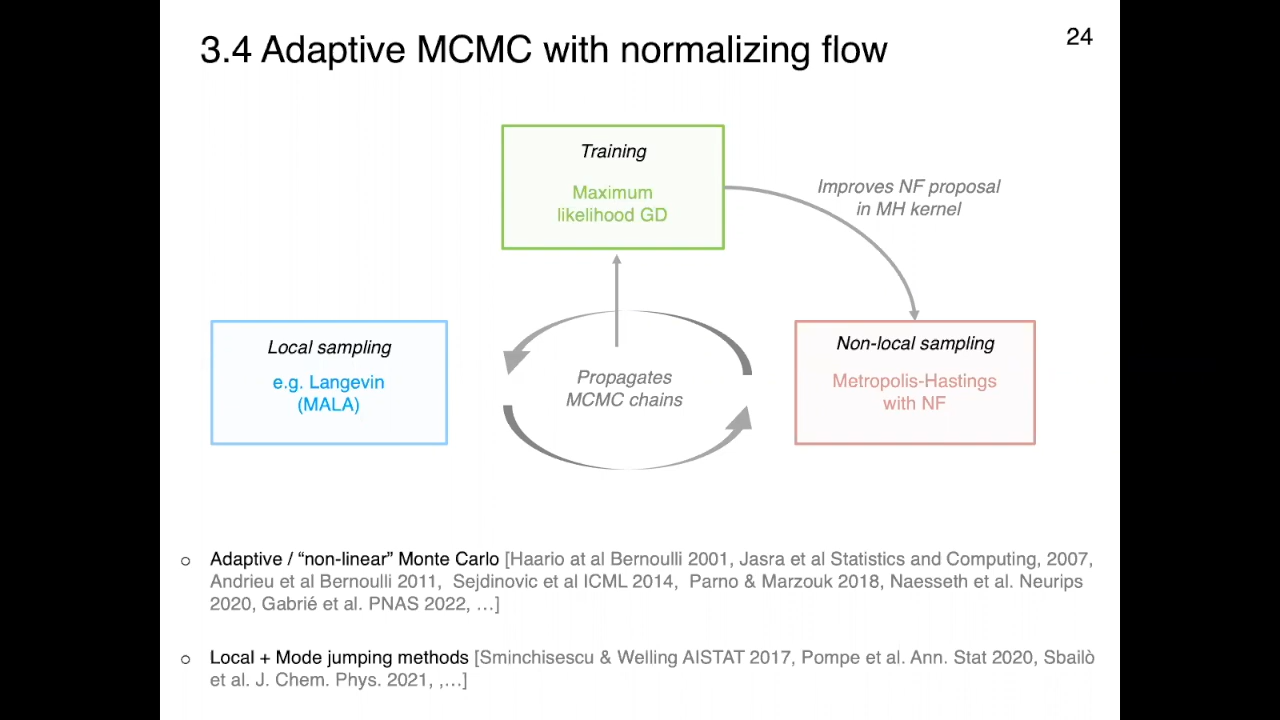 3.4 Adaptive MCMC with normalizing flow
24
Training
Maximum
likelihood GD
Improves NF proposal
in MH kernel
Local sampling
e.g. Langevin
(MALA)
Propagates
MCMC chains
Non-local sampling
Metropolis-Hastings
with NF
○ Adaptive / “non-linear” Monte Carlo [Haario at al Bernoulli 2001, Jasra et al Statistics and Computing, 2007,
Andrieu et al Bernoulli 2011, Sejdinovic et al ICML 2014, Parno & Marzouk 2018, Naesseth et al. Neurips
2020, Gabrié et al. PNAS 2022, …]
○ Local + Mode jumping methods [Sminchisescu & Welling AISTAT 2017, Pompe et al. Ann. Stat 2020, Sbailò
et al. J. Chem. Phys. 2021, ,…]